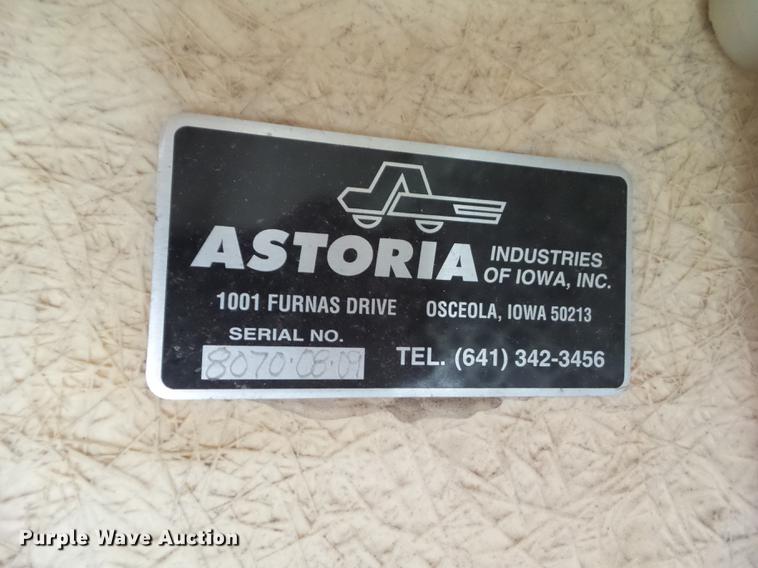 ASTORIA INDUSTRIES
OF IOWA, INC.
1001 FURNAS DRIVE OSCEOLA, IOWA 50213
SERIAL NO.
8070·08·09 TEL. (641) 342-3456
Purple Wave Auction